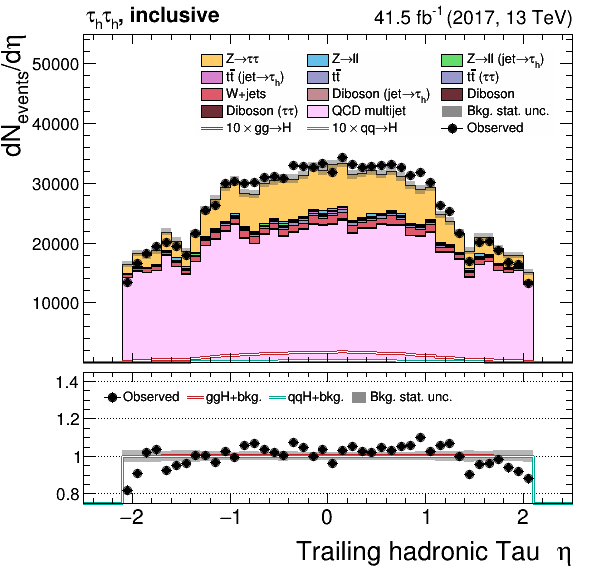 τhτh, inclusive
41.5 fb⁻¹ (2017, 13 TeV)
dNevents/dη
Z→ττ Z→ll Z→ll (jet→τh)
tt̄ (jet→τh) tt̄ tt̄ (ττ)
W+jets Diboson (jet→τh) Diboson
Diboson (ττ) QCD multijet Bkg. stat. unc.
10 × gg→H 10 × qq→H Observed
50000
40000
30000
20000
10000
1.4
Observed ggH+bkg. qqH+bkg. Bkg. stat. unc.
1.2
1
0.8
−2 −1 0 1 2
Trailing hadronic Tau η